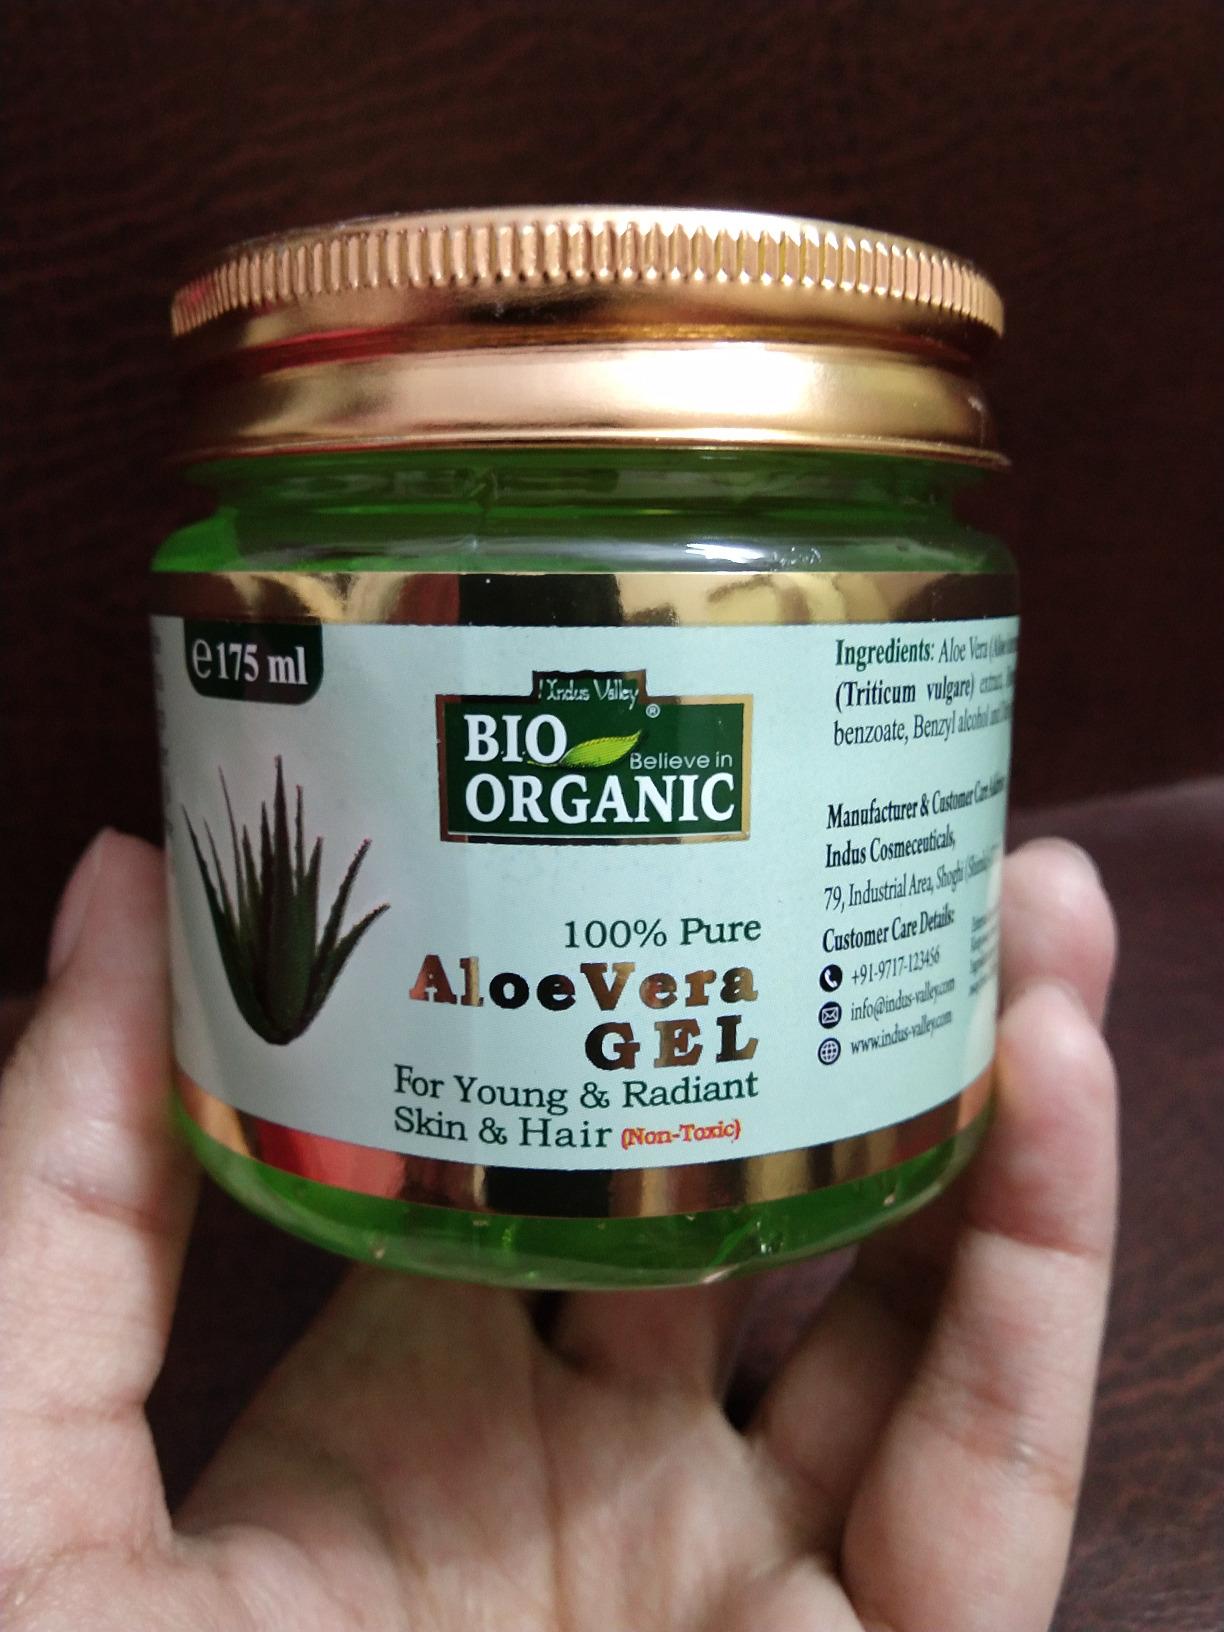 e 175 ml
Indus Valley
®
BIO
Believe in
ORGANIC
100% Pure
AloeVera
GEL
For Young & Radiant
Skin & Hair (Non-Toxic)
Ingredients: Aloe Vera
(Triticum vulgare) extract,
benzoate, Benzyl alcohol and
Manufacturer & Customer Care
Indus Cosmeceuticals,
79, Industrial Area, Shoghi
Customer Care Details:
+91-9717-123456
info@indus-valley.com
www.indus-valley.com